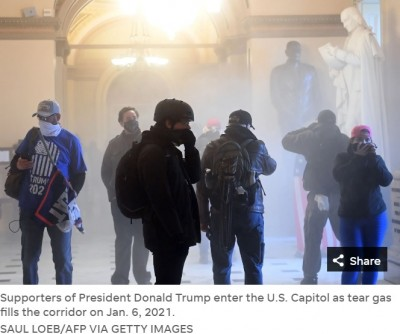 TRUMP
Share
Supporters of President Donald Trump enter the U.S. Capitol as tear gas
fills the corridor on Jan. 6, 2021.
SAUL LOEB/AFP VIA GETTY IMAGES